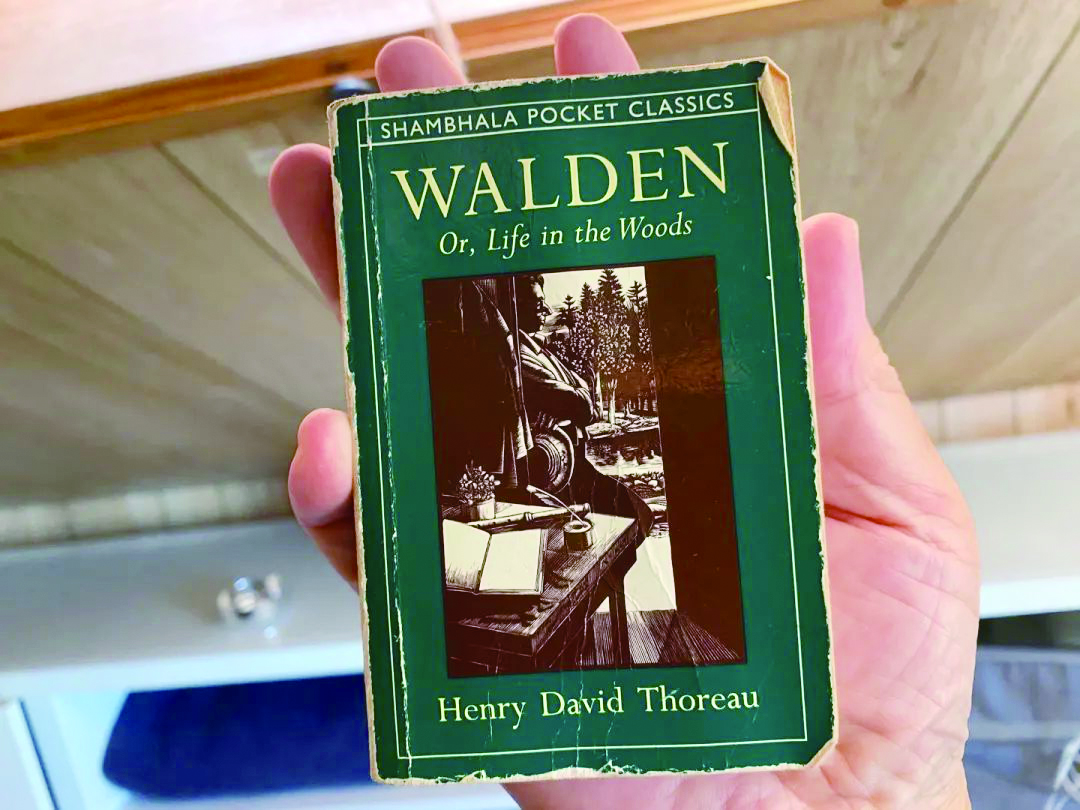 SHAMBHALA POCKET CLASSICS
WALDEN
Or, Life in the Woods
Henry David Thoreau